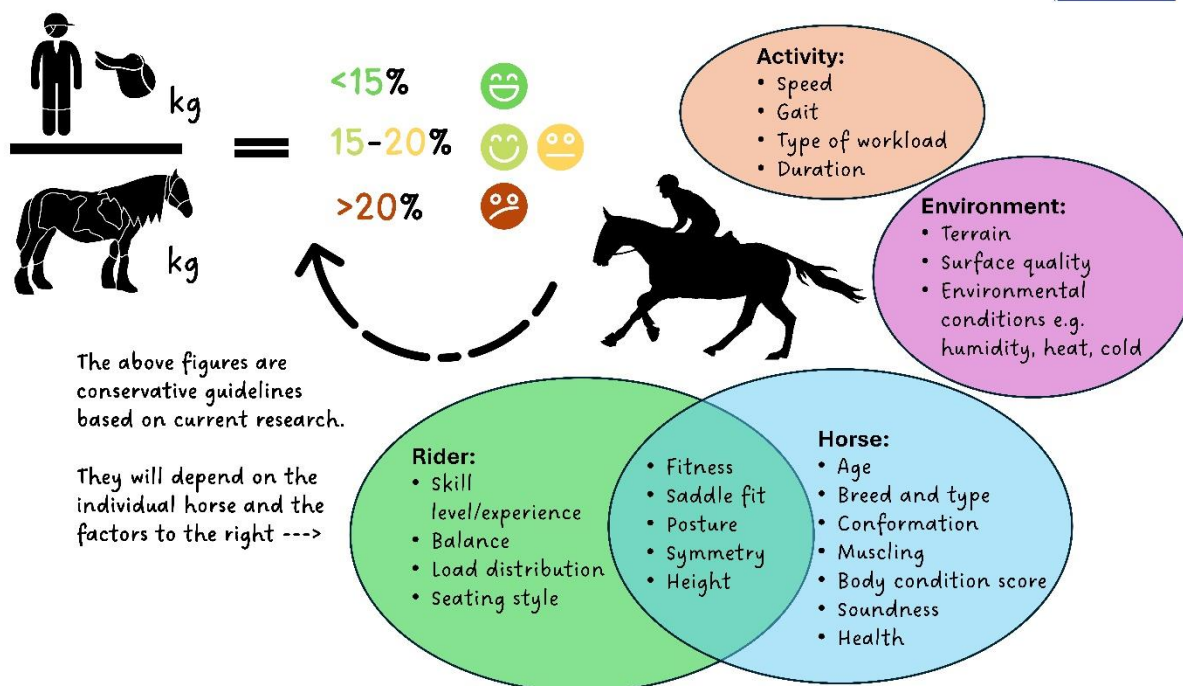 kg
kg
=
<15%
15-20%
>20%
The above figures are
conservative guidelines
based on current research.
They will depend on the
individual horse and the
factors to the right --->
Activity:
• Speed
• Gait
• Type of workload
• Duration
Environment:
• Terrain
• Surface quality
• Environmental
conditions e.g.
humidity, heat, cold
Rider:
• Skill
level/experience
• Balance
• Load distribution
• Seating style
• Fitness
• Saddle fit
• Posture
• Symmetry
• Height
Horse:
• Age
• Breed and type
• Conformation
• Muscling
• Body condition score
• Soundness
• Health